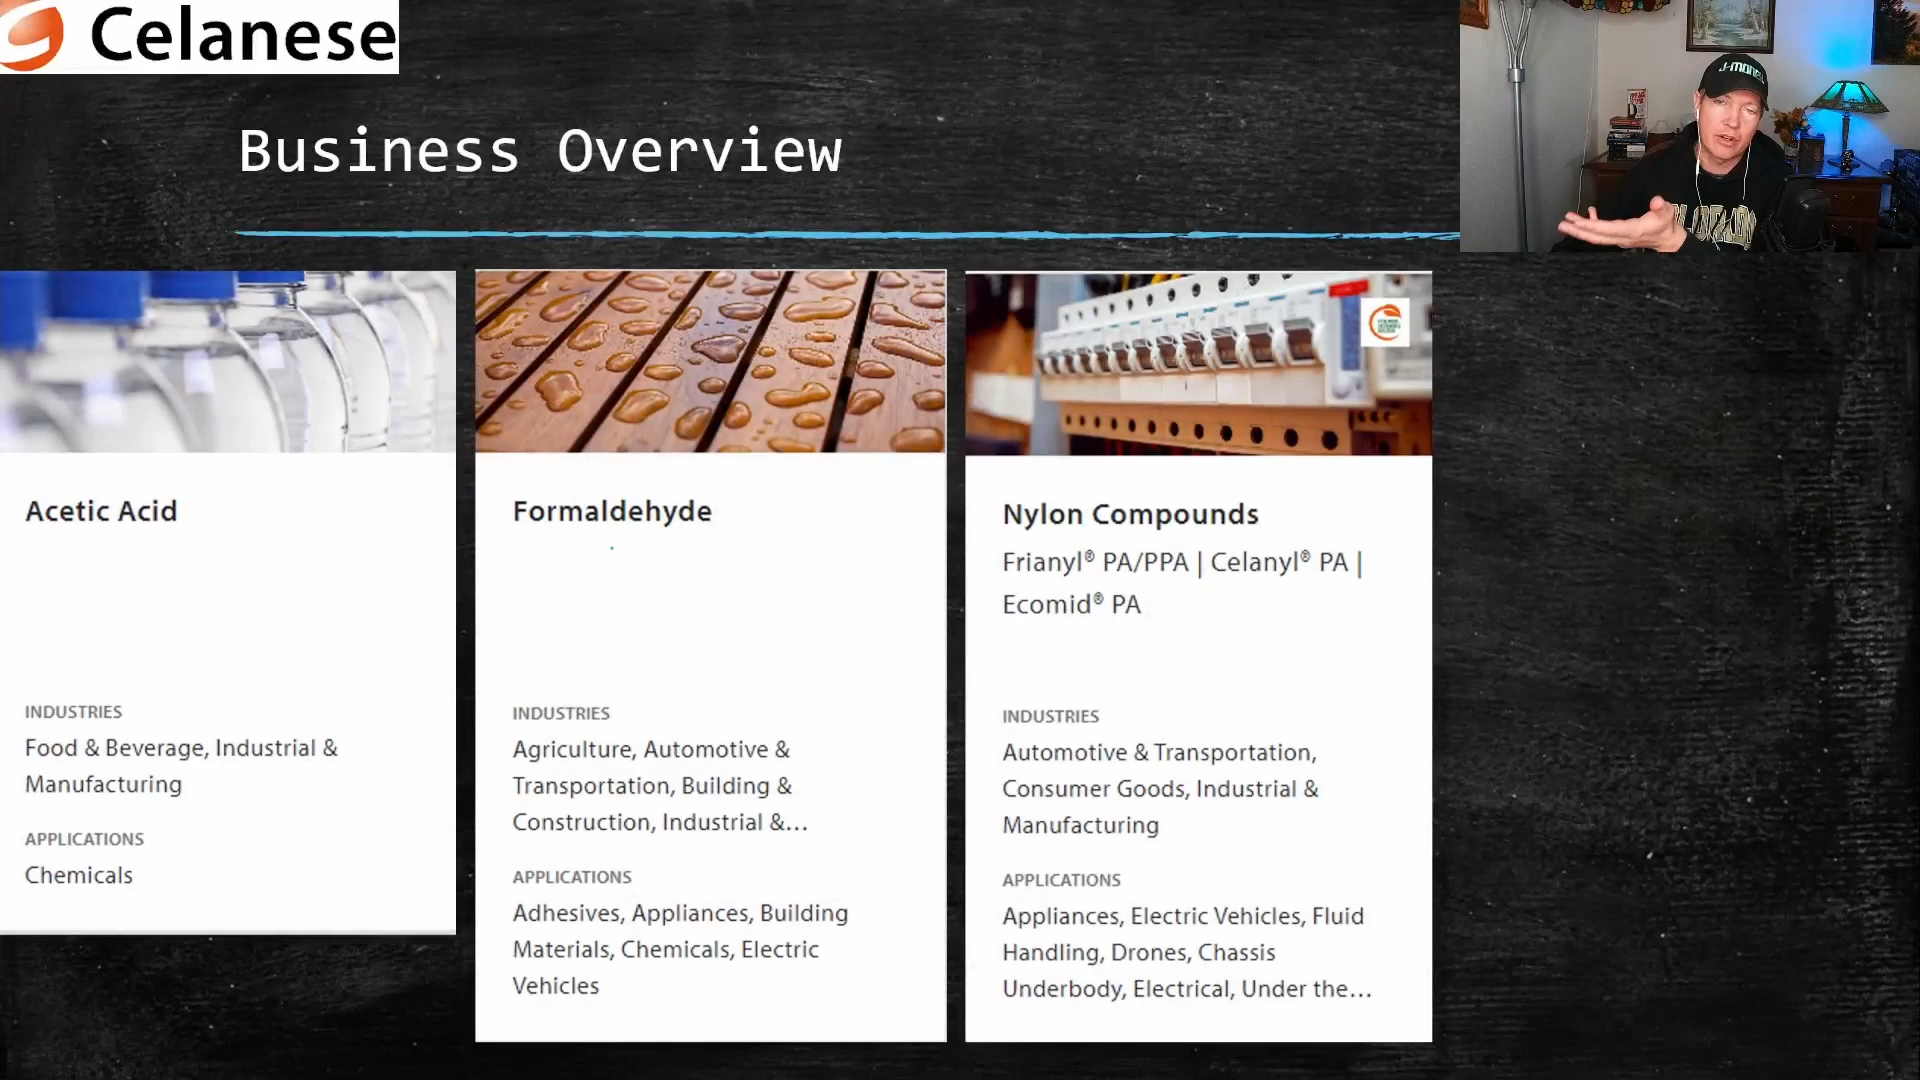 Celanese
Business Overview
J-MONEY
Acetic Acid
INDUSTRIES
Food & Beverage, Industrial &
Manufacturing
APPLICATIONS
Chemicals
Formaldehyde
INDUSTRIES
Agriculture, Automotive &
Transportation, Building &
Construction, Industrial &...
APPLICATIONS
Adhesives, Appliances, Building
Materials, Chemicals, Electric
Vehicles
Nylon Compounds
Frianyl® PA/PPA | Celanyl® PA |
Ecomid® PA
INDUSTRIES
Automotive & Transportation,
Consumer Goods, Industrial &
Manufacturing
APPLICATIONS
Appliances, Electric Vehicles, Fluid
Handling, Drones, Chassis
Underbody, Electrical, Under the...